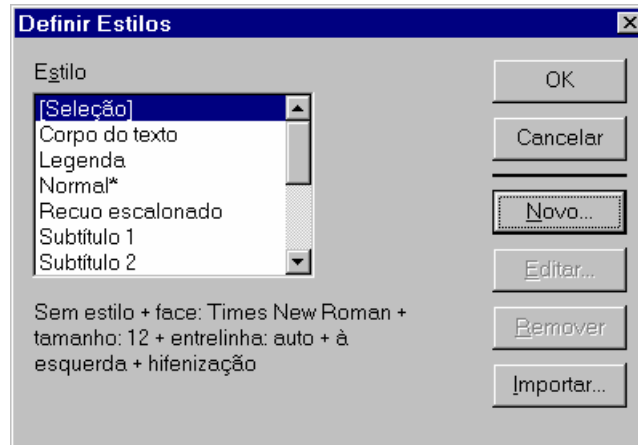 Definir Estilos
Estilo
[Seleção]
Corpo do texto
Legenda
Normal*
Recuo escalonado
Subtítulo 1
Subtítulo 2
Sem estilo + face: Times New Roman +
tamanho: 12 + entrelinha: auto + à
esquerda + hifenização
OK
Cancelar
Novo...
Editar...
Remover
Importar...